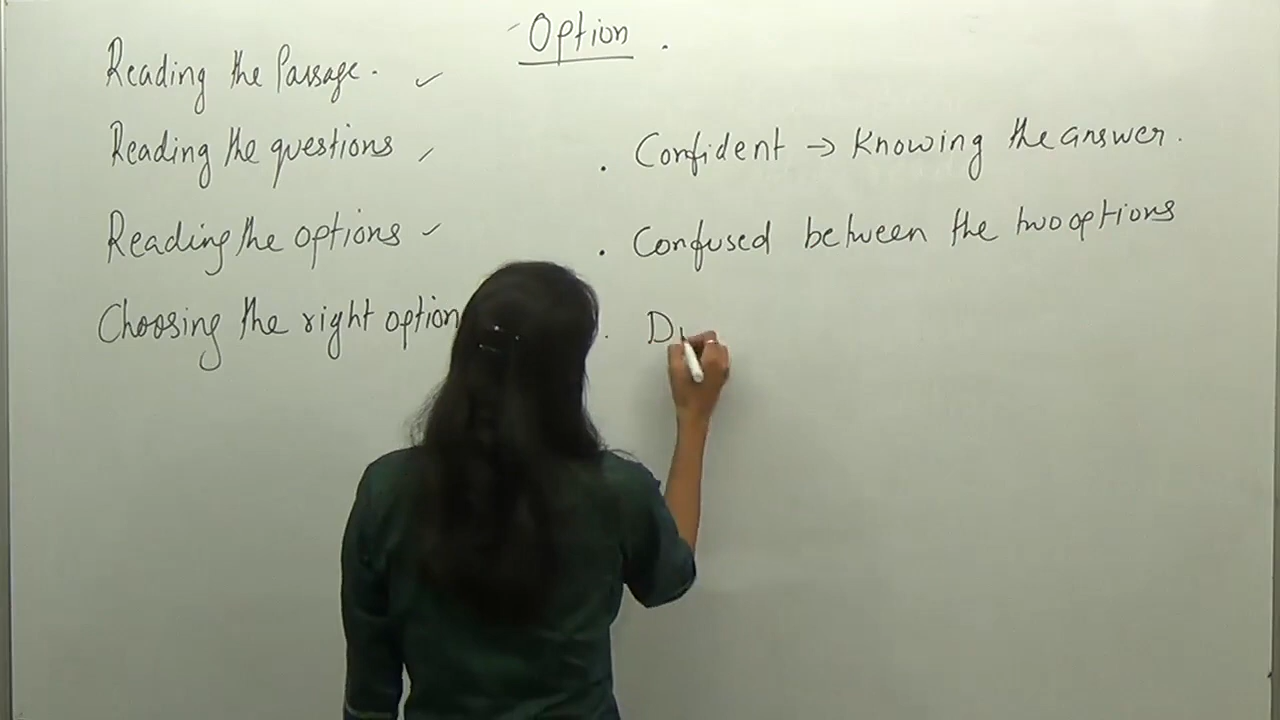 Option.
Reading the Passage.
Reading the questions
Reading the options
Choosing the right option
. Confident → Knowing the answer.
. Confused between the two options
. D